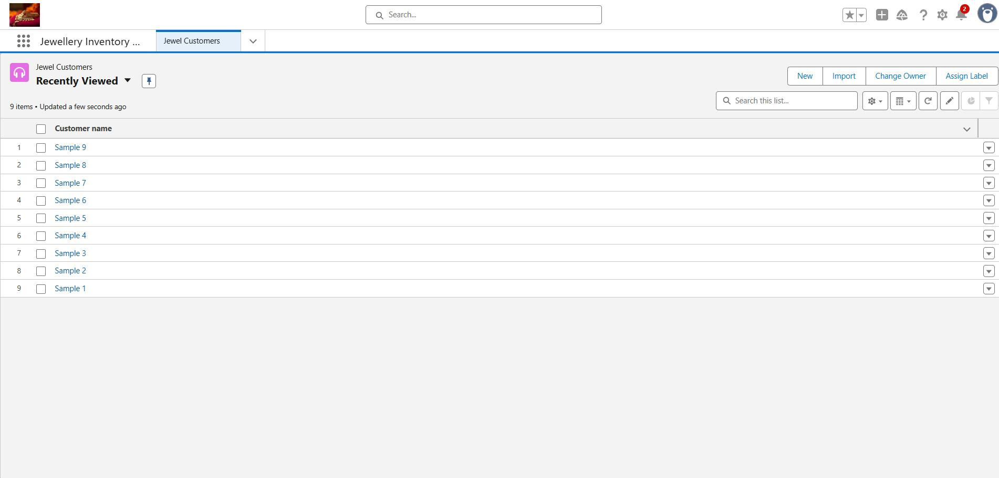 Search...
2
Jewellery Inventory ...
Jewel Customers
Jewel Customers
Recently Viewed
New
Import
Change Owner
Assign Label
9 items • Updated a few seconds ago
Search this list...
Customer name
1 Sample 9
2 Sample 8
3 Sample 7
4 Sample 6
5 Sample 5
6 Sample 4
7 Sample 3
8 Sample 2
9 Sample 1